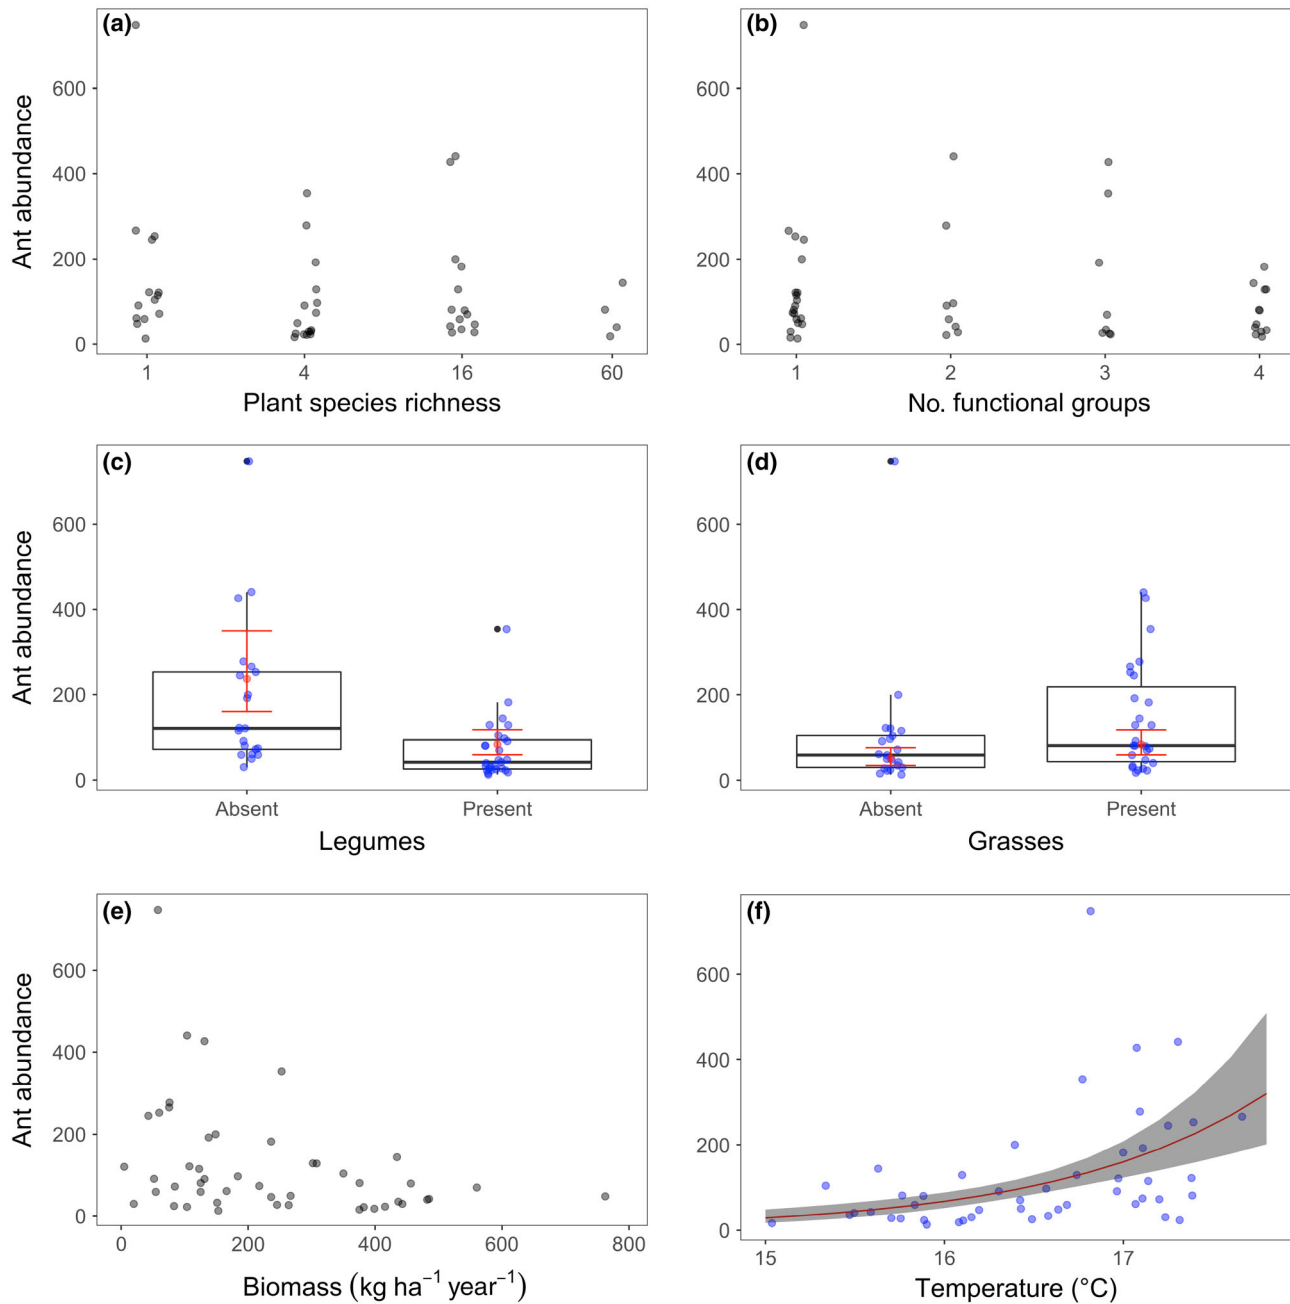 (a)
Ant abundance
600
400
200
0
1 4 16 60
Plant species richness
(b)
600
400
200
0
1 2 3 4
No. functional groups
(c)
Ant abundance
600
400
200
0
Absent Present
Legumes
(d)
600
400
200
0
Absent Present
Grasses
(e)
Ant abundance
600
400
200
0
0 200 400 600 800
Biomass (kg ha⁻¹ year⁻¹)
(f)
600
400
200
0
15 16 17
Temperature (°C)